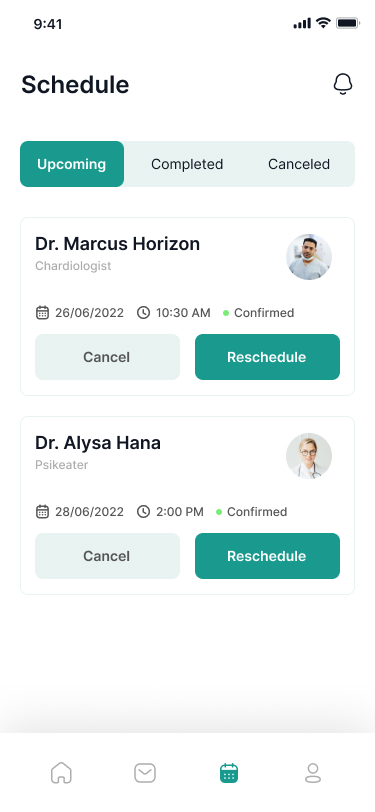 9:41
Schedule
Upcoming Completed Canceled
Dr. Marcus Horizon
Chardiologist
26/06/2022 10:30 AM Confirmed
Cancel Reschedule
Dr. Alysa Hana
Psikeater
28/06/2022 2:00 PM Confirmed
Cancel Reschedule